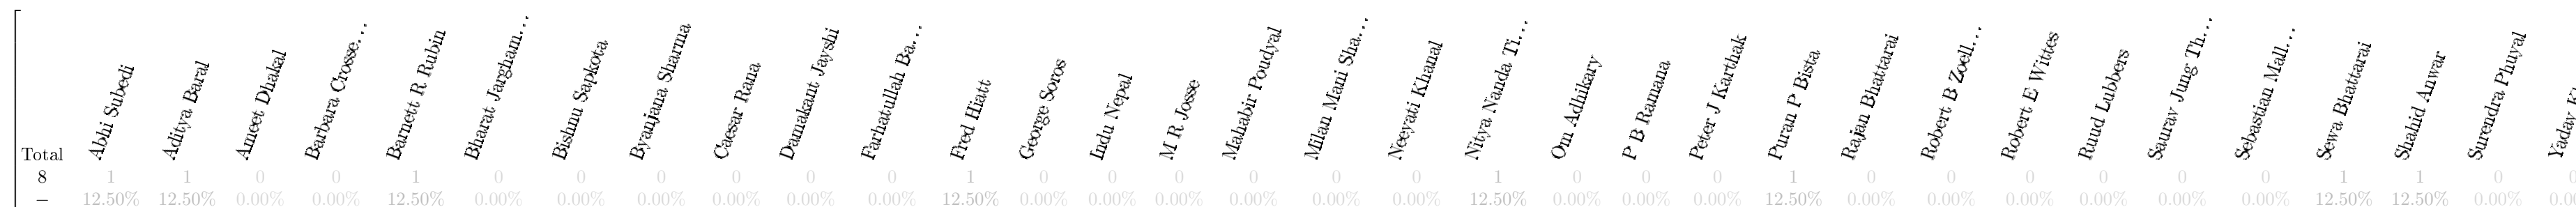 Total Abhi Subedi Aditya Baral Ameet Dhakal Barbara Crosse... Barnett R Rubin Bharat Jargham... Bishnu Sapkota Byanjana Sharma Caesar Rana Damakant Jayshi Farhatullah Ba... Fred Hiatt George Soros Indu Nepal M R Josse Mahabir Poudyal Milan Mani Sha... Neeyati Khanal Nitya Nanda Ti... Om Adhikary P B Ramana Peter J Karthak Puran P Bista Rajan Bhattarai Robert B Zoell... Robert E Wittes Ruud Lubbers Saurav Jung Th... Sebastian Mall... Sewa Bhattarai Shahid Anwar Surendra Phuyal Yadav
8 1 1 0 0 1 0 0 0 0 0 0 1 0 0 0 0 0 0 1 0 0 0 1 0 0 0 0 0 0 1 1 0
– 12.50% 12.50% 0.00% 0.00% 12.50% 0.00% 0.00% 0.00% 0.00% 0.00% 0.00% 12.50% 0.00% 0.00% 0.00% 0.00% 0.00% 0.00% 12.50% 0.00% 0.00% 0.00% 12.50% 0.00% 0.00% 0.00% 0.00% 0.00% 0.00% 12.50% 12.50% 0.00%